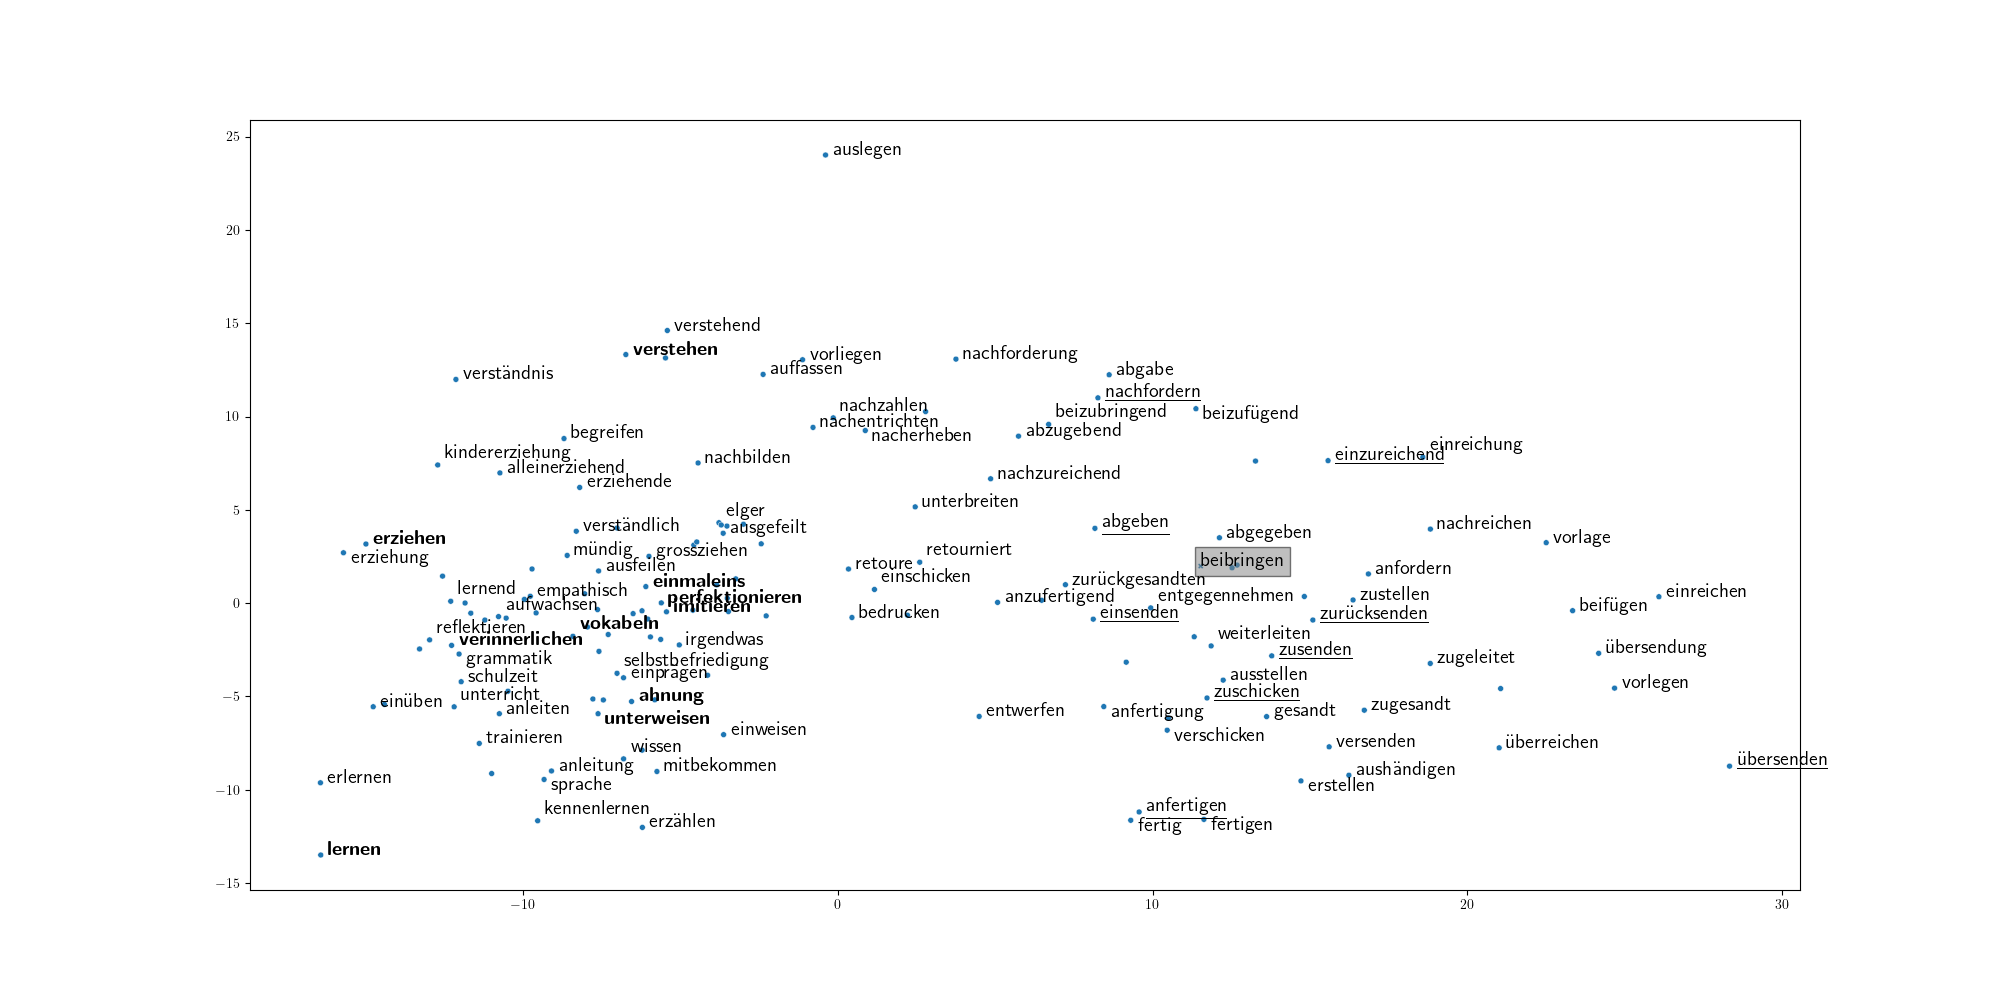 25
auslegen
20
15
verstehend
verstehen
vorliegen
nachforderung
auffassen
abgabe
verständnis
nachfordern
10
nachzahlen
beizubringend
beizufügend
nachentrichten
abzugebend
begreifen
nacherheben
einreichung
kindererziehung
einzureichend
nachbilden
alleinerziehend
nachzureichend
erziehende
5
unterbreiten
elger
abgeben
nachreichen
verständlich
ausgefeilt
abgegeben
erziehen
vorlage
mündig
grossziehen
retourniert
erziehung
beibringen
ausfeilen
retoure
anfordern
einschicken
einmaleins
zurückgesandten
lernend
empathisch
einreichen
0
perfektionieren
anzufertigend
entgegennehmen
zustellen
aufwachsen
imitieren
beifügen
bedrucken
einsenden
zurücksenden
reflektieren
vokabeln
weiterleiten
verinnerlichen
irgendwas
zusenden
übersendung
grammatik
selbstbefriedigung
zugeleitet
schulzeit
einprägen
ausstellen
vorlegen
−5
unterricht
ahnung
zuschicken
einüben
anleiten
entwerfen
anfertigung
gesandt
zugesandt
unterweisen
einweisen
verschicken
trainieren
wissen
versenden
überreichen
anleitung
mitbekommen
aushändigen
übersenden
erlernen
sprache
erstellen
−10
kennenlernen
anfertigen
erzählen
fertig
fertigen
lernen
−15
−10
0
10
20
30